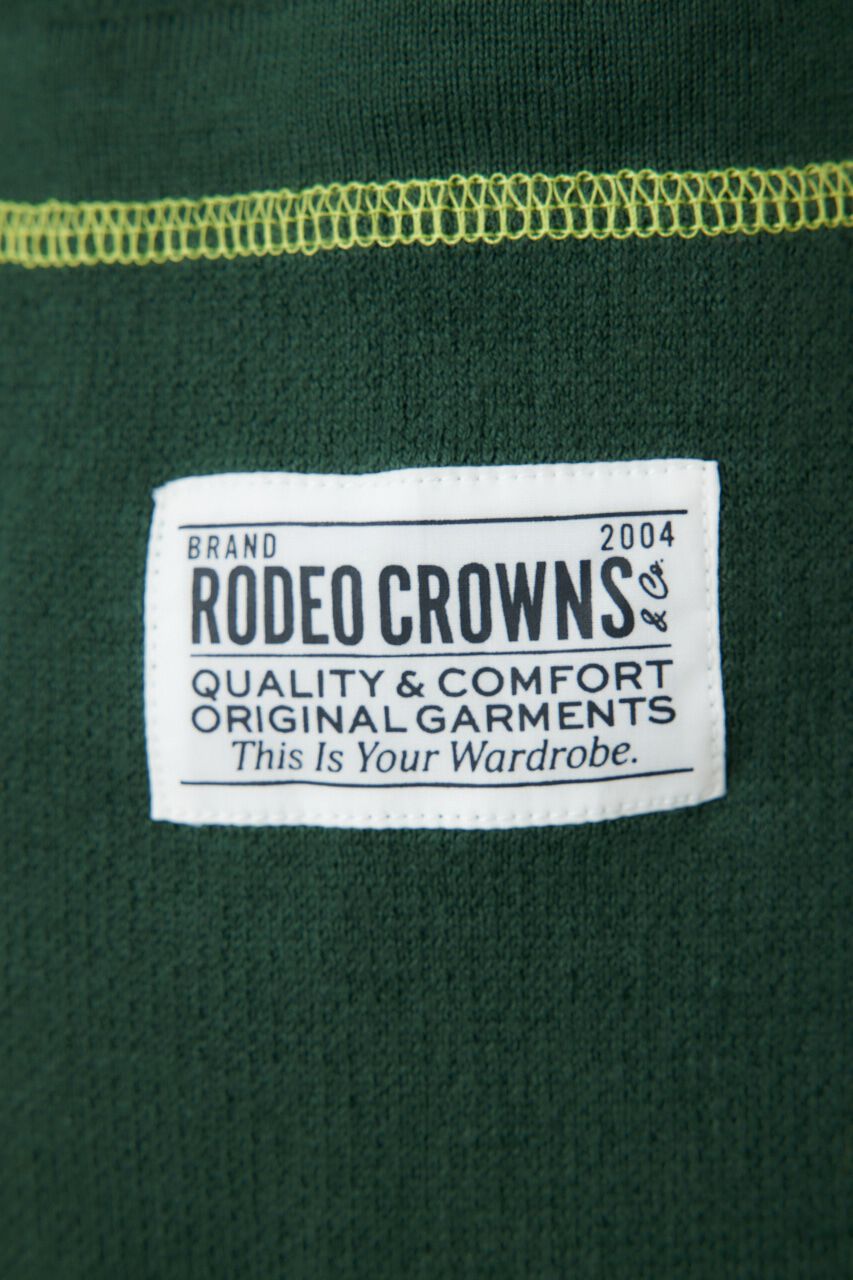 BRAND 2004
RODEO CROWNS & Co.
QUALITY & COMFORT
ORIGINAL GARMENTS
This Is Your Wardrobe.